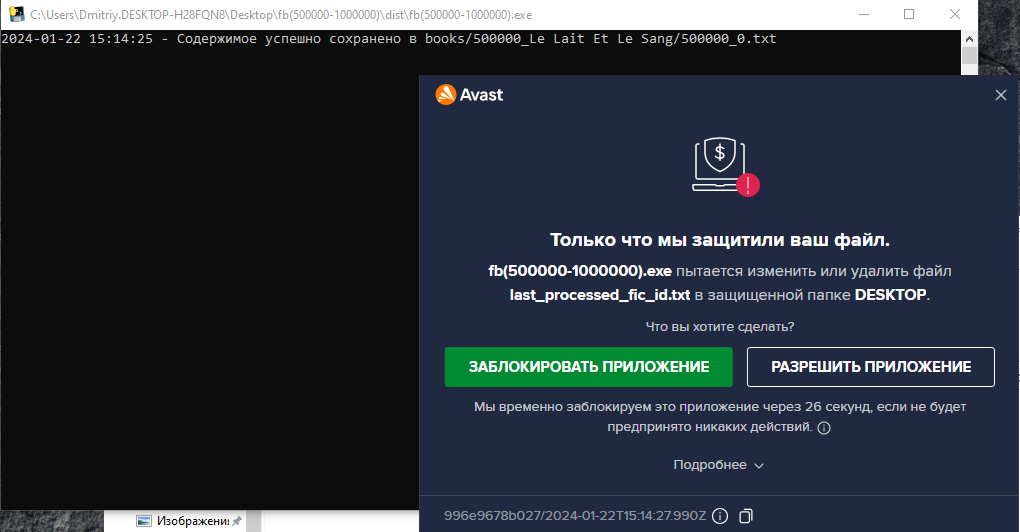 C:\Users\Dmitriy.DESKTOP-H28FQN8\Desktop\fb(500000-1000000)\dist\fb(500000-1000000).exe
2024-01-22 15:14:25 - Содержимое успешно сохранено в books/500000_Le Lait Et Le Sang/500000_0.txt
Avast
Только что мы защитили ваш файл.
fb(500000-1000000).exe пытается изменить или удалить файл
last_processed_fic_id.txt в защищенной папке DESKTOP.
Что вы хотите сделать?
ЗАБЛОКИРОВАТЬ ПРИЛОЖЕНИЕ
РАЗРЕШИТЬ ПРИЛОЖЕНИЕ
Мы временно заблокируем это приложение через 26 секунд, если не будет
предпринято никаких действий.
Подробнее
996e9678b027/2024-01-22T15:14:27.990Z
Изображения